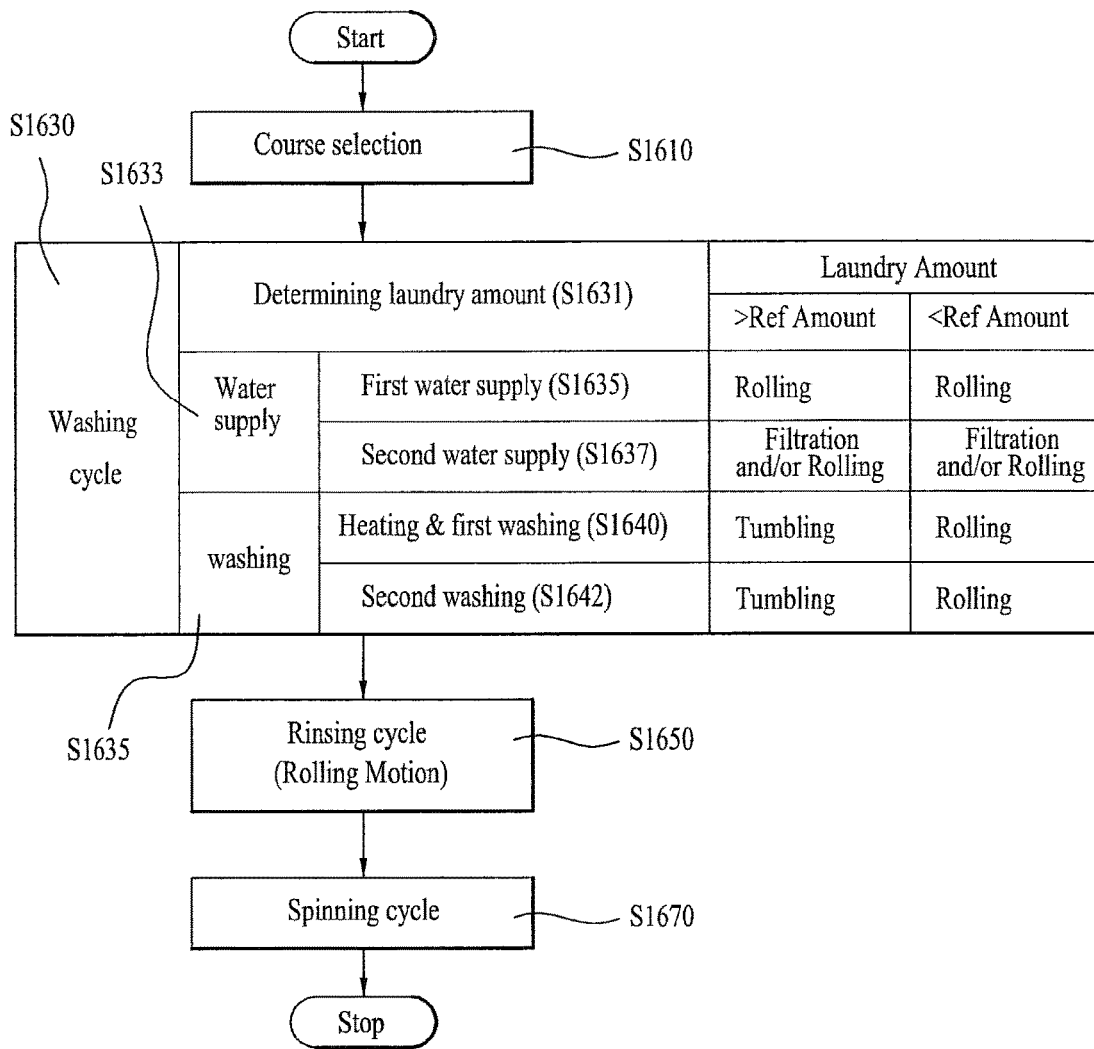 Start
S1630
Course selection
S1610
S1633
Determining laundry amount (S1631)
Laundry Amount
>Ref Amount
<Ref Amount
Washing
cycle
Water
supply
First water supply (S1635)
Rolling
Rolling
Second water supply (S1637)
Filtration
and/or Rolling
Filtration
and/or Rolling
washing
Heating & first washing (S1640)
Tumbling
Rolling
Second washing (S1642)
Tumbling
Rolling
S1635
Rinsing cycle
(Rolling Motion)
S1650
Spinning cycle
S1670
Stop